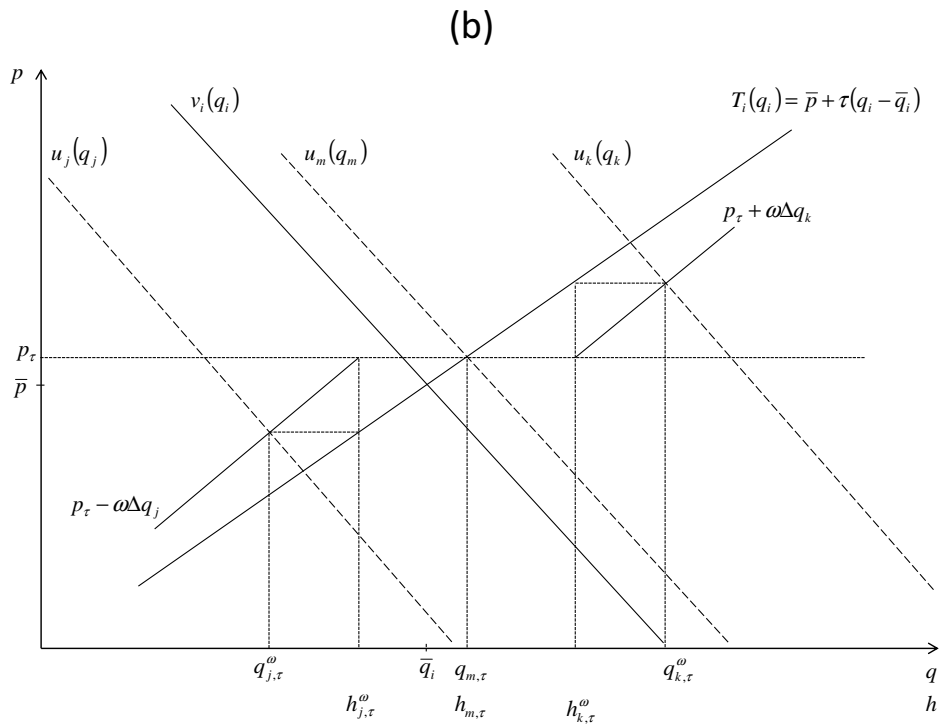 (b)
p
v_i(q_i)
T_i(q_i) = p̅ + τ(q_i − q̅_i)
u_j(q_j)
u_m(q_m)
u_k(q_k)
p_τ + ωΔq_k
p_τ
p̅
p_τ − ωΔq_j
q^ω_{j,τ} q̅_i q_{m,τ} q^ω_{k,τ} q
h^ω_{j,τ} h_{m,τ} h^ω_{k,τ} h